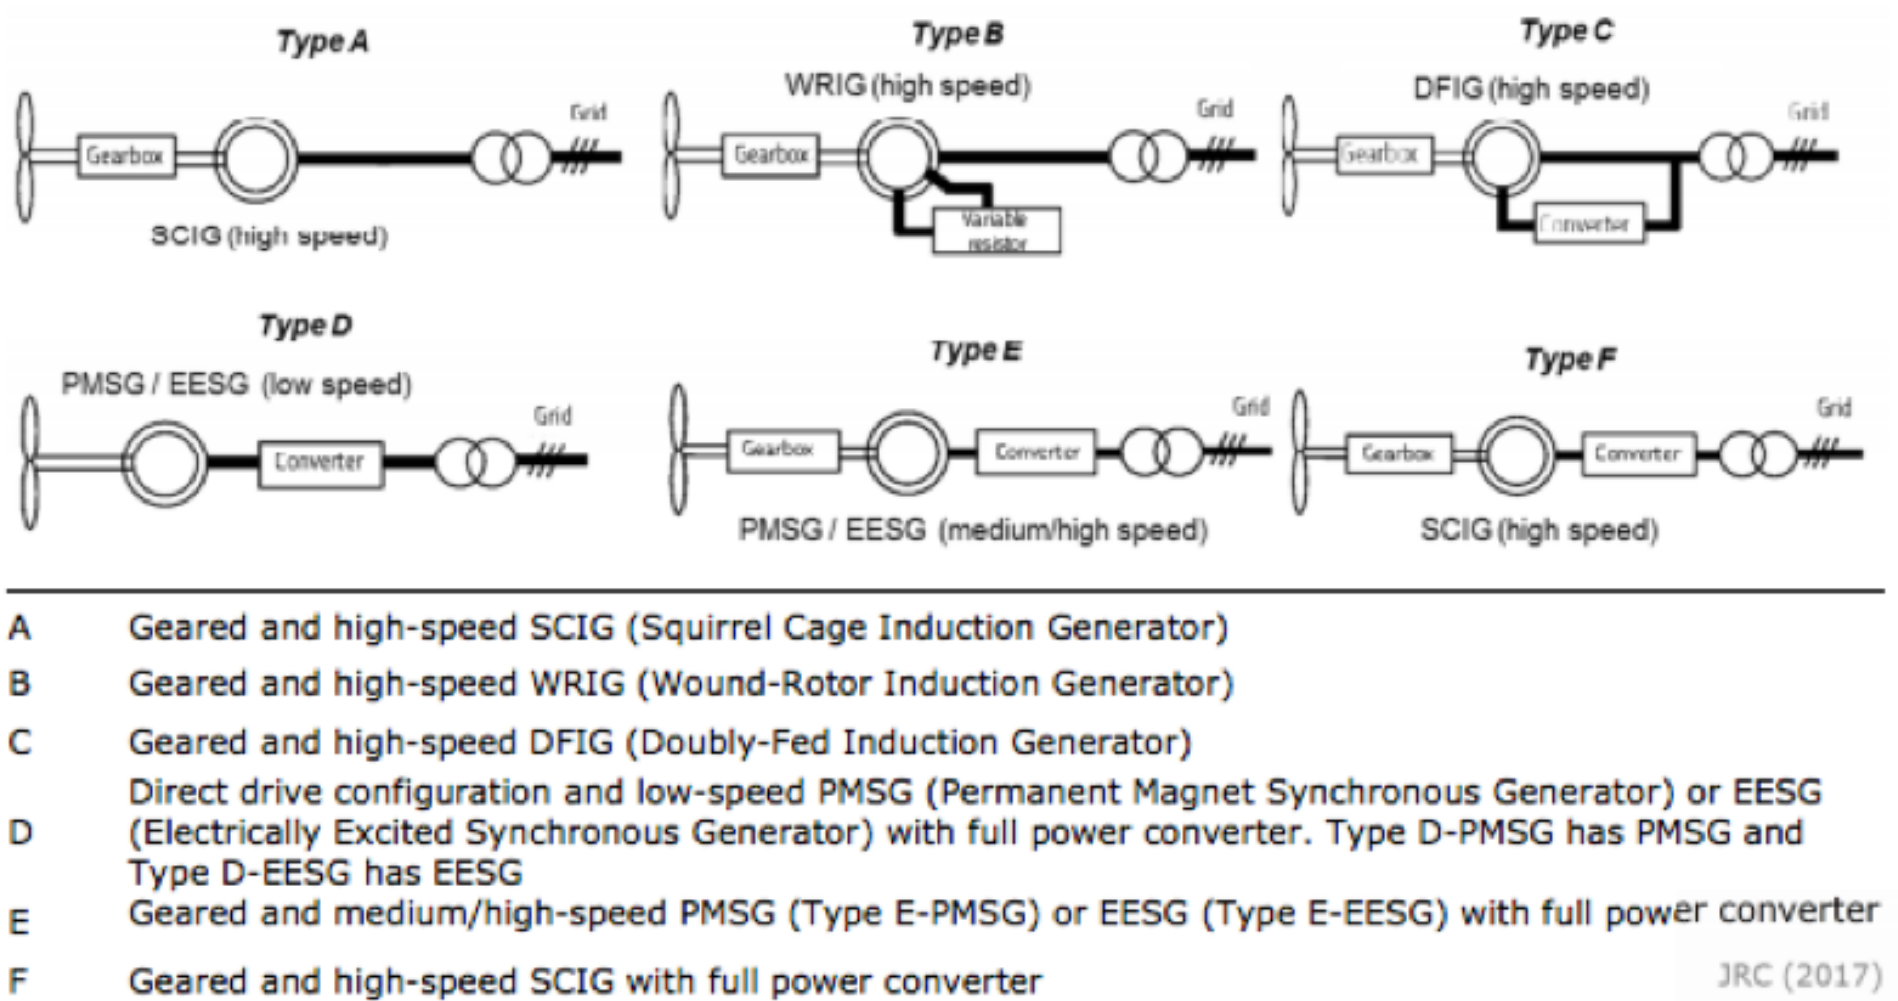 Type A
Gearbox
Grid
SCIG (high speed)
Type B
WRIG (high speed)
Gearbox
Grid
Variable
resistor
Type C
DFIG (high speed)
Gearbox
Grid
Converter
Type D
PMSG / EESG (low speed)
Converter
Grid
Type E
Gearbox
Converter
Grid
PMSG / EESG (medium/high speed)
Type F
Gearbox
Converter
Grid
SCIG (high speed)
A Geared and high-speed SCIG (Squirrel Cage Induction Generator)
B Geared and high-speed WRIG (Wound-Rotor Induction Generator)
C Geared and high-speed DFIG (Doubly-Fed Induction Generator)
Direct drive configuration and low-speed PMSG (Permanent Magnet Synchronous Generator) or EESG
D (Electrically Excited Synchronous Generator) with full power converter. Type D-PMSG has PMSG and
Type D-EESG has EESG
E Geared and medium/high-speed PMSG (Type E-PMSG) or EESG (Type E-EESG) with full power converter
F Geared and high-speed SCIG with full power converter
JRC (2017)